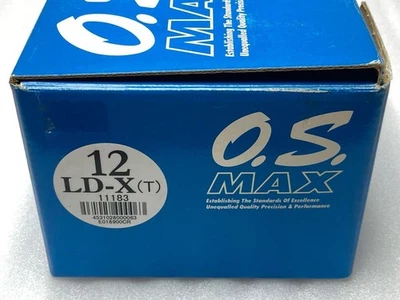 O.S.
MAX
Establishing The Standards Of Excellence
Unequalled Quality Precision & Performance
12
LD-X(T)
11183
4531028000063
E01B900CR
O.S.
MAX
Establishing The Standards Of Excellence
Unequalled Quality Precision & Performance